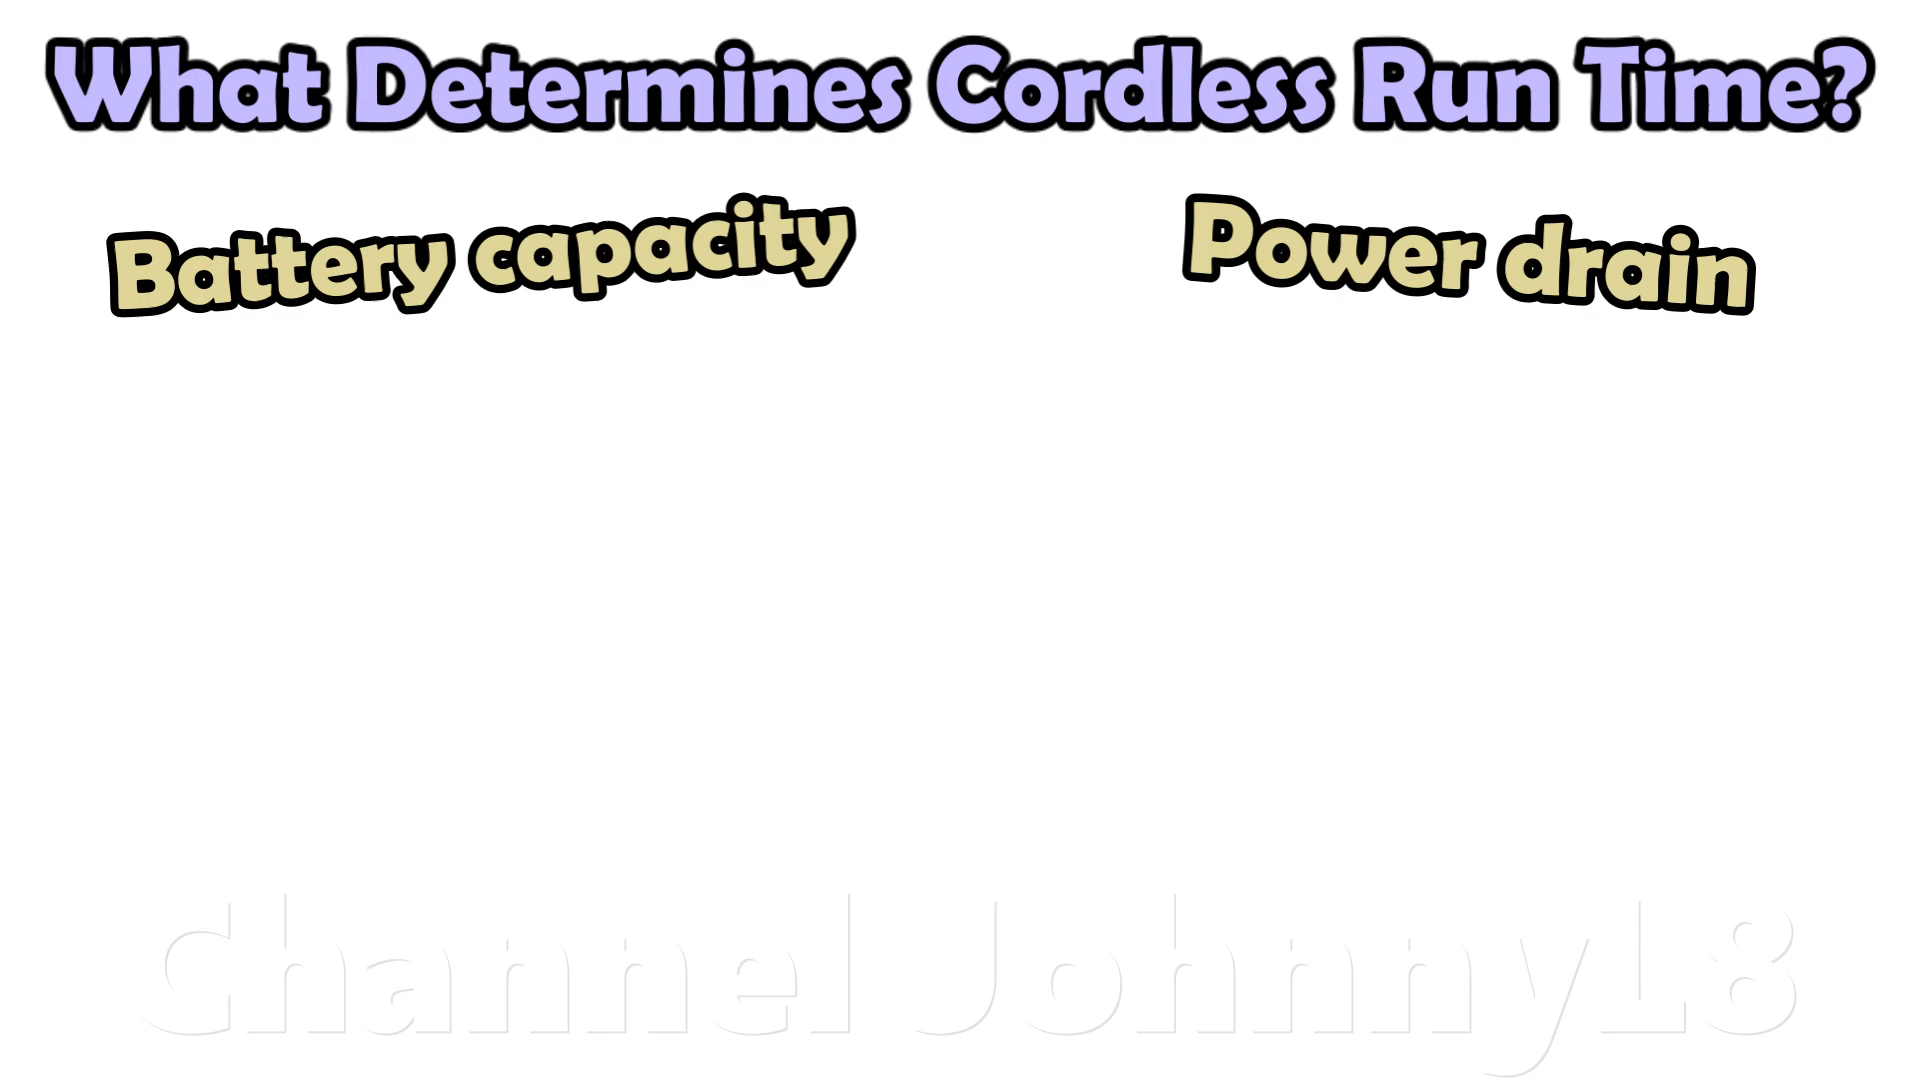 What Determines Cordless Run Time?
Battery capacity
Power drain
Channel JohnnyL8